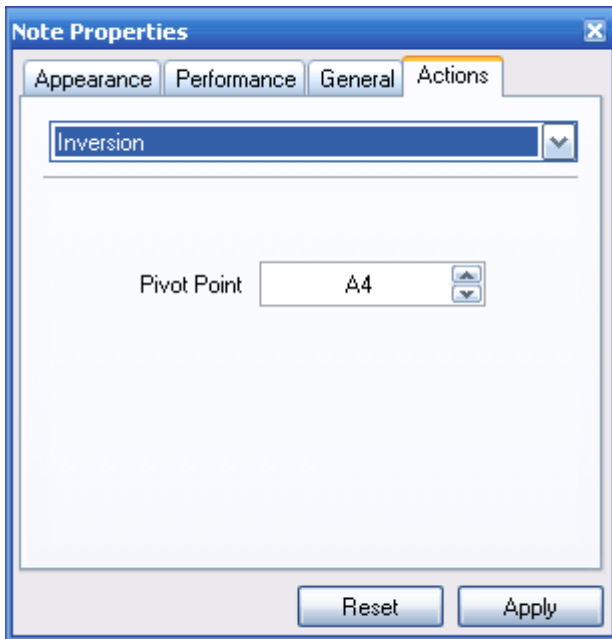 Note Properties
Appearance Performance General Actions
Inversion
Pivot Point A4
Reset Apply